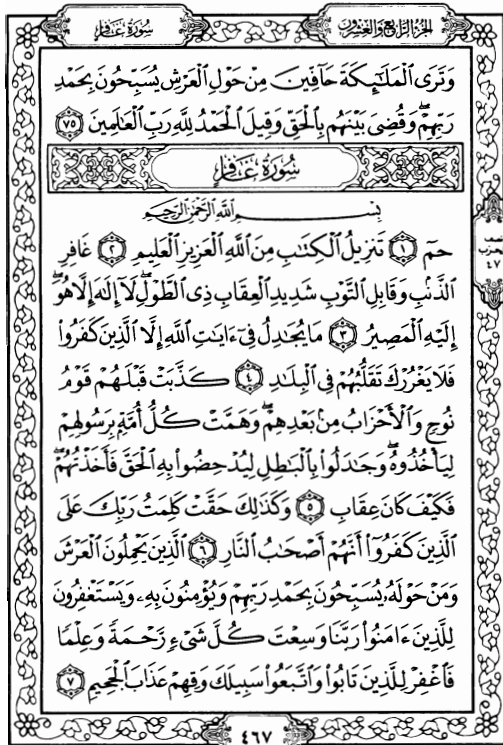 الجزء الرابع والعشرون
سورة غافر
وَتَرَى الْمَلَـٰٓئِكَةَ حَآفِّينَ مِنْ حَوْلِ الْعَرْشِ يُسَبِّحُونَ بِحَمْدِ
رَبِّهِمْۖ وَقُضِىَ بَيْنَهُم بِالْحَقِّ وَقِيلَ الْحَمْدُ لِلَّهِ رَبِّ الْعَـٰلَمِينَ ٧٥
سُورَةُ غَافِرٍ
بِسْمِ اللَّهِ الرَّحْمَـٰنِ الرَّحِيمِ
حمٓ ١ تَنزِيلُ الْكِتَـٰبِ مِنَ اللَّهِ الْعَزِيزِ الْعَلِيمِ ٢ غَافِرِ
الذَّنۢبِ وَقَابِلِ التَّوْبِ شَدِيدِ الْعِقَابِ ذِى الطَّوْلِۖ لَآ إِلَـٰهَ إِلَّا هُوَۖ
إِلَيْهِ الْمَصِيرُ ٣ مَا يُجَـٰدِلُ فِىٓ ءَايَـٰتِ اللَّهِ إِلَّا الَّذِينَ كَفَرُوا۟
فَلَا يَغْرُرْكَ تَقَلُّبُهُمْ فِى الْبِلَـٰدِ ٤ كَذَّبَتْ قَبْلَهُمْ قَوْمُ
نُوحٍ وَالْأَحْزَابُ مِنۢ بَعْدِهِمْۖ وَهَمَّتْ كُلُّ أُمَّةٍۭ بِرَسُولِهِمْ
لِيَأْخُذُوهُۖ وَجَـٰدَلُوا۟ بِالْبَـٰطِلِ لِيُدْحِضُوا۟ بِهِ الْحَقَّ فَأَخَذْتُهُمْۖ
فَكَيْفَ كَانَ عِقَابِ ٥ وَكَذَٰلِكَ حَقَّتْ كَلِمَتُ رَبِّكَ عَلَى
الَّذِينَ كَفَرُوٓا۟ أَنَّهُمْ أَصْحَـٰبُ النَّارِ ٦ الَّذِينَ يَحْمِلُونَ الْعَرْشَ
وَمَنْ حَوْلَهُۥ يُسَبِّحُونَ بِحَمْدِ رَبِّهِمْ وَيُؤْمِنُونَ بِهِۦ وَيَسْتَغْفِرُونَ
لِلَّذِينَ ءَامَنُوا۟ رَبَّنَا وَسِعْتَ كُلَّ شَىْءٍ رَّحْمَةً وَعِلْمًا
فَاغْفِرْ لِلَّذِينَ تَابُوا۟ وَاتَّبَعُوا۟ سَبِيلَكَ وَقِهِمْ عَذَابَ الْجَحِيمِ ٧
نصف
الحزب
٤٧
٤٦٧